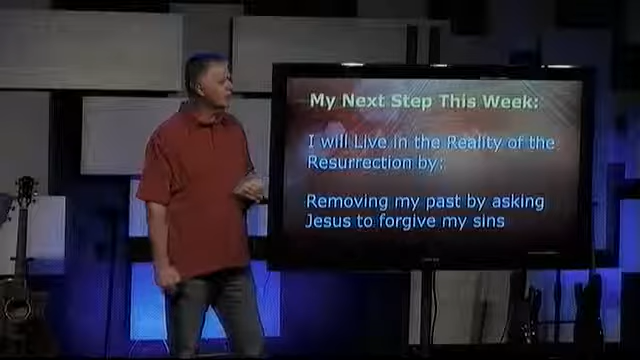 My Next Step This Week:
I will Live in the Reality of the
Resurrection by:
Removing my past by asking
Jesus to forgive my sins